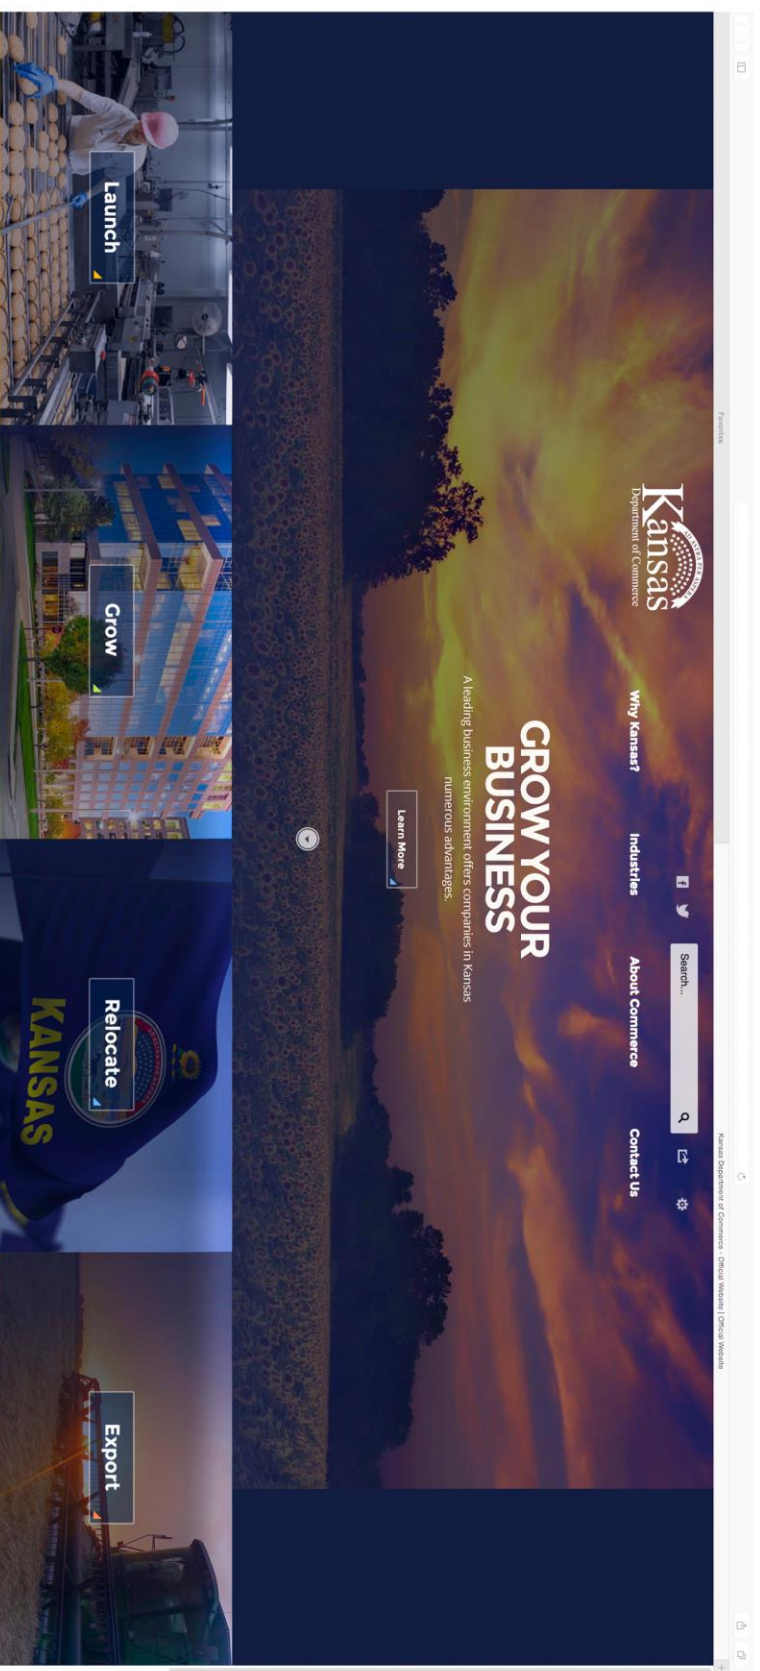 Favorites
Kansas Department of Commerce - Official Website | Official Website
Search...
Kansas
Department of Commerce
Why Kansas?
Industries
About Commerce
Contact Us
GROW YOUR
BUSINESS
A leading business environment offers companies in Kansas
numerous advantages.
Learn More
Launch
Grow
Relocate
KANSAS
Export